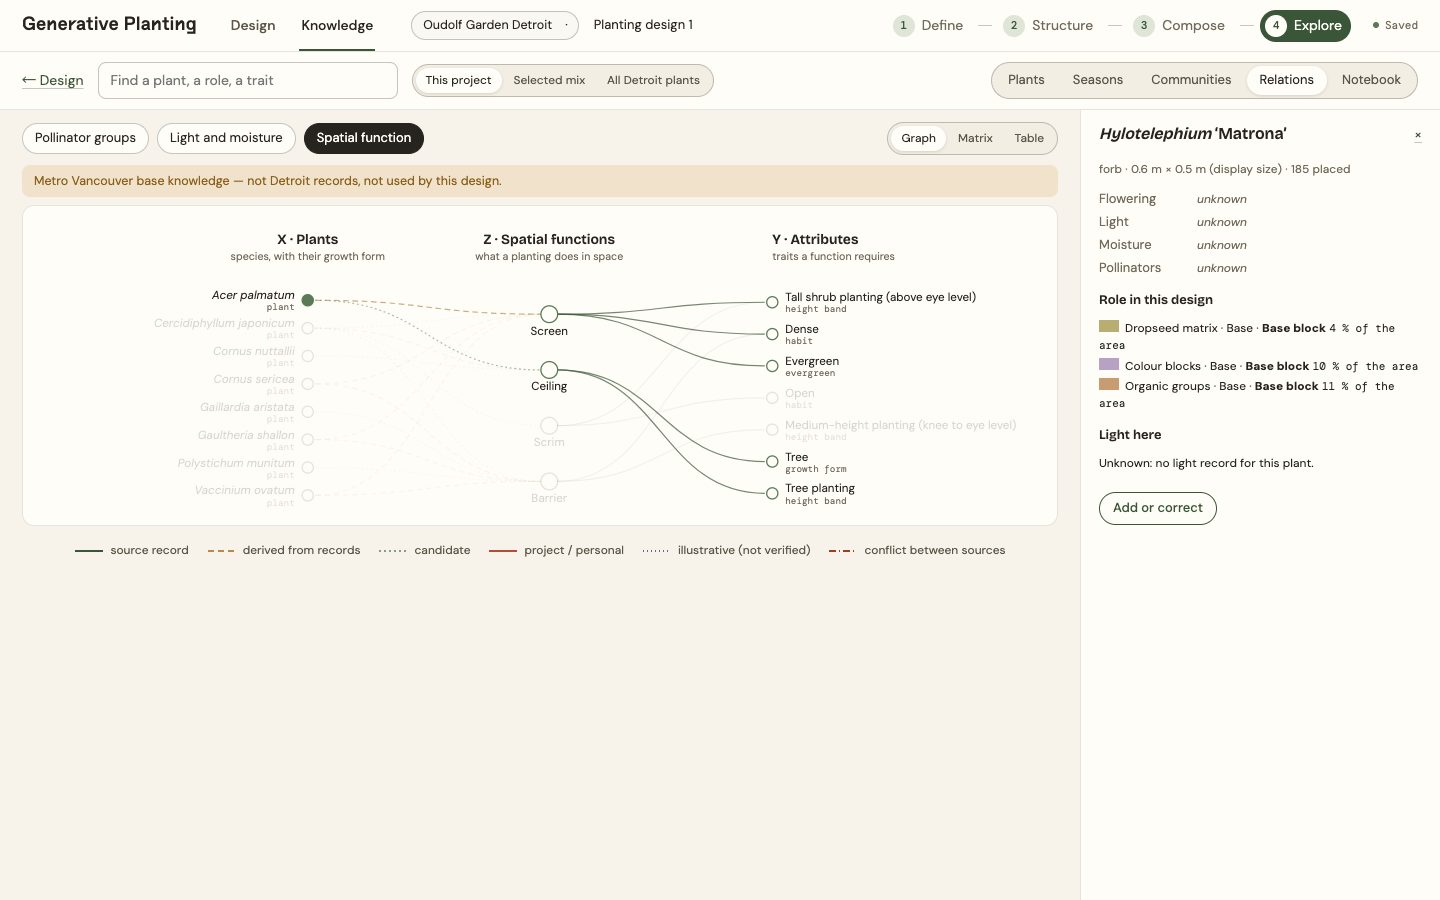 Generative Planting
Design
Knowledge
Oudolf Garden Detroit ·
Planting design 1
1 Define — 2 Structure — 3 Compose — 4 Explore
Saved
← Design
Find a plant, a role, a trait
This project
Selected mix
All Detroit plants
Plants
Seasons
Communities
Relations
Notebook
Pollinator groups
Light and moisture
Spatial function
Graph
Matrix
Table
Metro Vancouver base knowledge — not Detroit records, not used by this design.
X · Plants
species, with their growth form
Z · Spatial functions
what a planting does in space
Y · Attributes
traits a function requires
Acer palmatum
plant
Cercidiphyllum japonicum
plant
Cornus nuttallii
plant
Cornus sericea
plant
Gaillardia aristata
plant
Gaultheria shallon
plant
Polystichum munitum
plant
Vaccinium ovatum
plant
Screen
Ceiling
Scrim
Barrier
Tall shrub planting (above eye level)
height band
Dense
habit
Evergreen
evergreen
Open
habit
Medium-height planting (knee to eye level)
height band
Tree
growth form
Tree planting
height band
source record
derived from records
candidate
project / personal
illustrative (not verified)
conflict between sources
Hylotelephium 'Matrona'
×
forb · 0.6 m × 0.5 m (display size) · 185 placed
Flowering unknown
Light unknown
Moisture unknown
Pollinators unknown
Role in this design
Dropseed matrix · Base · Base block 4 % of the
area
Colour blocks · Base · Base block 10 % of the area
Organic groups · Base · Base block 11 % of the
area
Light here
Unknown: no light record for this plant.
Add or correct